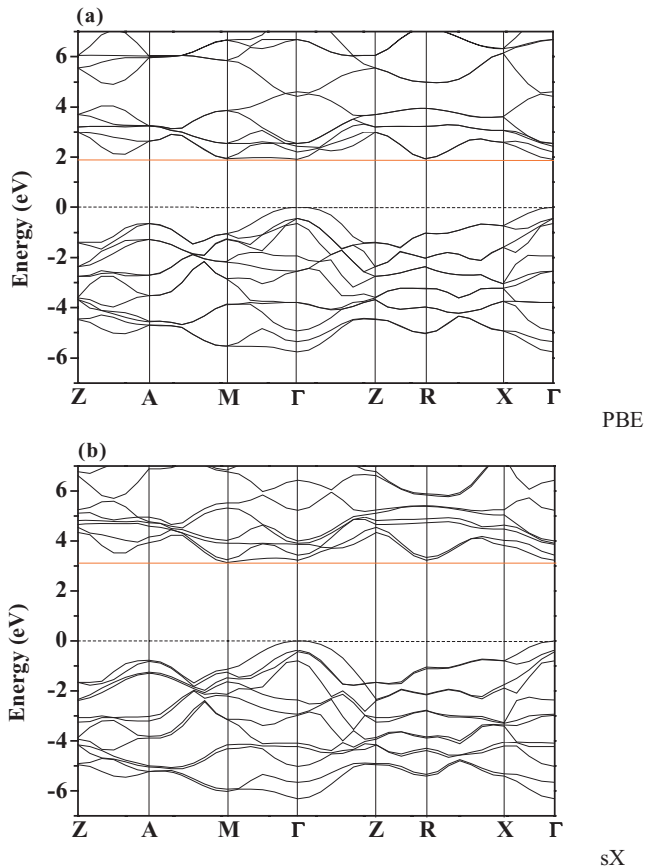 (a)
6
4
2
0
-2
-4
-6
Energy (eV)
Z A M Γ Z R X Γ
PBE
(b)
6
4
2
0
-2
-4
-6
Energy (eV)
Z A M Γ Z R X Γ
sX